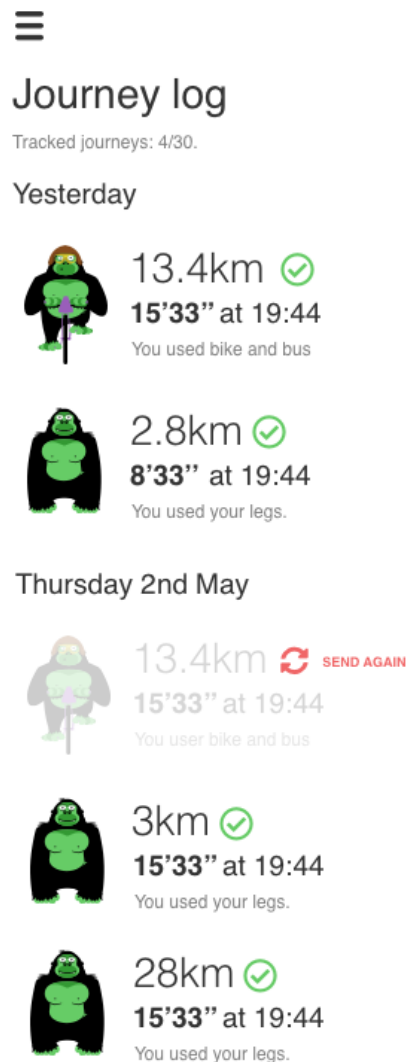 Journey log
Tracked journeys: 4/30.
Yesterday
13.4km
15’33’’ at 19:44
You used bike and bus
2.8km
8’33’’ at 19:44
You used your legs.
Thursday 2nd May
13.4km SEND AGAIN
15’33’’ at 19:44
You user bike and bus
3km
15’33’’ at 19:44
You used your legs.
28km
15’33’’ at 19:44
You used your legs.